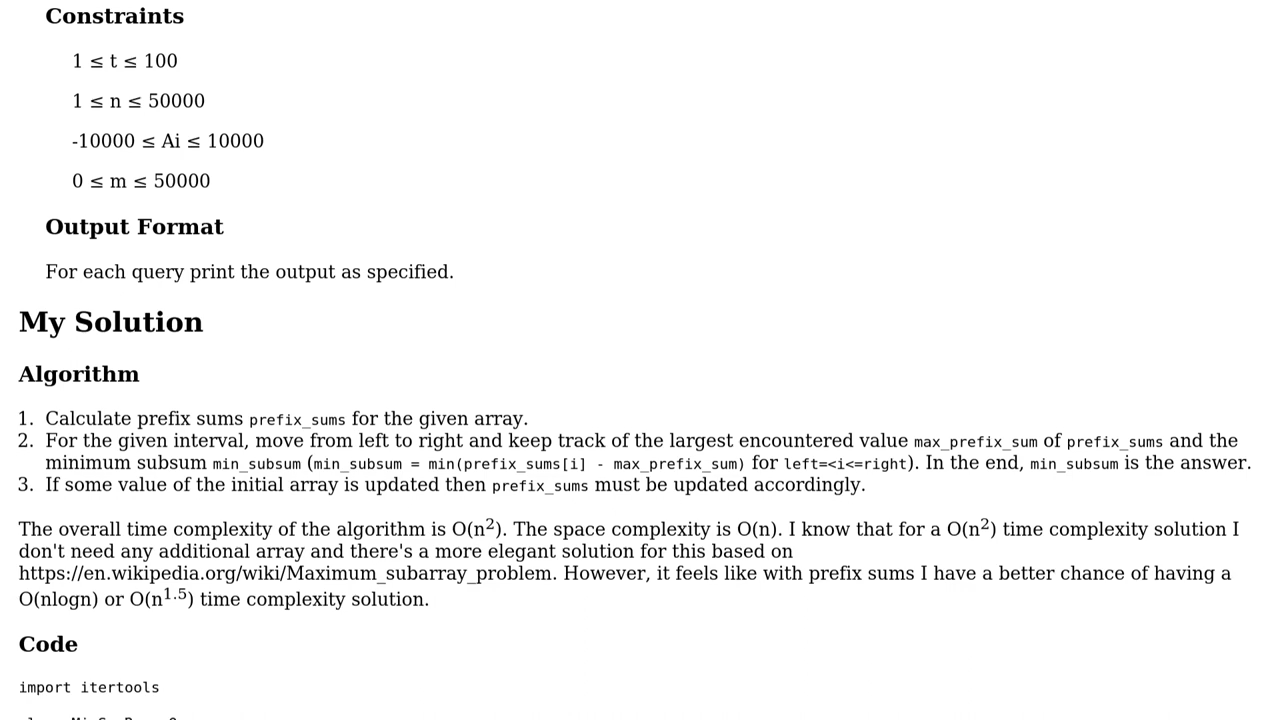 Constraints
1 ≤ t ≤ 100
1 ≤ n ≤ 50000
-10000 ≤ Ai ≤ 10000
0 ≤ m ≤ 50000
Output Format
For each query print the output as specified.
My Solution
Algorithm
1. Calculate prefix sums prefix_sums for the given array.
2. For the given interval, move from left to right and keep track of the largest encountered value max_prefix_sum of prefix_sums and the
minimum subsum min_subsum (min_subsum = min(prefix_sums[i] - max_prefix_sum) for left=<i<=right). In the end, min_subsum is the answer.
3. If some value of the initial array is updated then prefix_sums must be updated accordingly.
The overall time complexity of the algorithm is O(n²). The space complexity is O(n). I know that for a O(n²) time complexity solution I
don't need any additional array and there's a more elegant solution for this based on
https://en.wikipedia.org/wiki/Maximum_subarray_problem. However, it feels like with prefix sums I have a better chance of having a
O(nlogn) or O(n^1.5) time complexity solution.
Code
import itertools